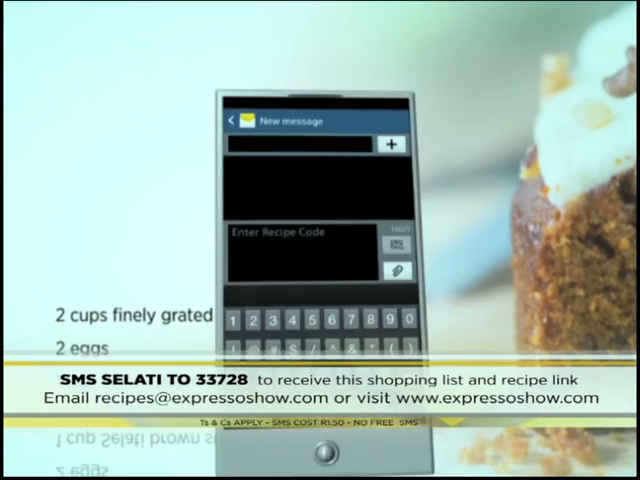 New message
+
160/1
Enter Recipe Code
1 2 3 4 5 6 7 8 9 0
2 cups finely grated
2 eggs
SMS SELATI TO 33728 to receive this shopping list and recipe link
Email recipes@expressoshow.com or visit www.expressoshow.com
Ts & Cs APPLY - SMS COST R1.50 - NO FREE SMS
1 cup Selati brown
2 eggs